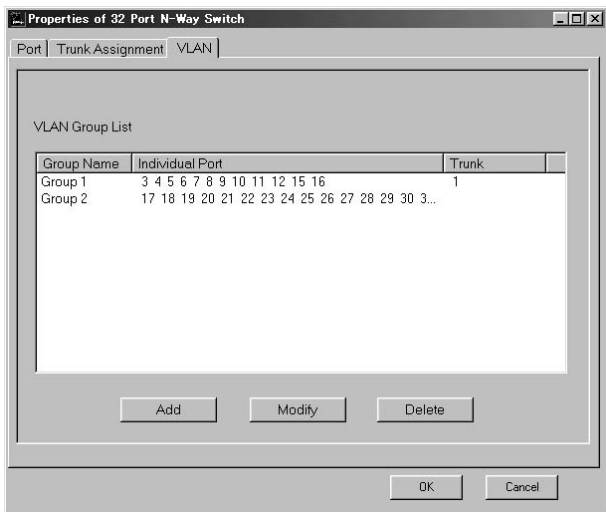 Properties of 32 Port N-Way Switch
Port Trunk Assignment VLAN
VLAN Group List
Group Name Individual Port Trunk
Group 1 3 4 5 6 7 8 9 10 11 12 15 16 1
Group 2 17 18 19 20 21 22 23 24 25 26 27 28 29 30 3...
Add Modify Delete
OK Cancel